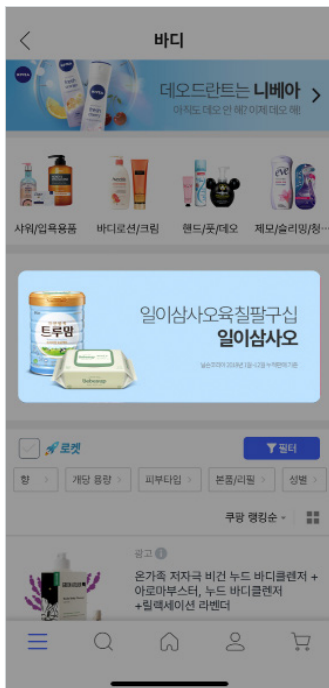 바디
NIVEA
데오드란트는 니베아
아직도 데오 안 해? 이제 데오 해!
샤워/입욕용품
바디로션/크림
핸드/풋/데오
제모/슬리밍/청…
eve
트루맘
일이삼사오육칠팔구십
일이삼사오
로켓
필터
향
개당 용량
피부타입
본품/리필
성별
쿠팡 랭킹순
광고
온가족 저자극 비건 누드 바디클렌저 +
아로마부스터, 누드 바디클렌저
+릴렉세이션 라벤더